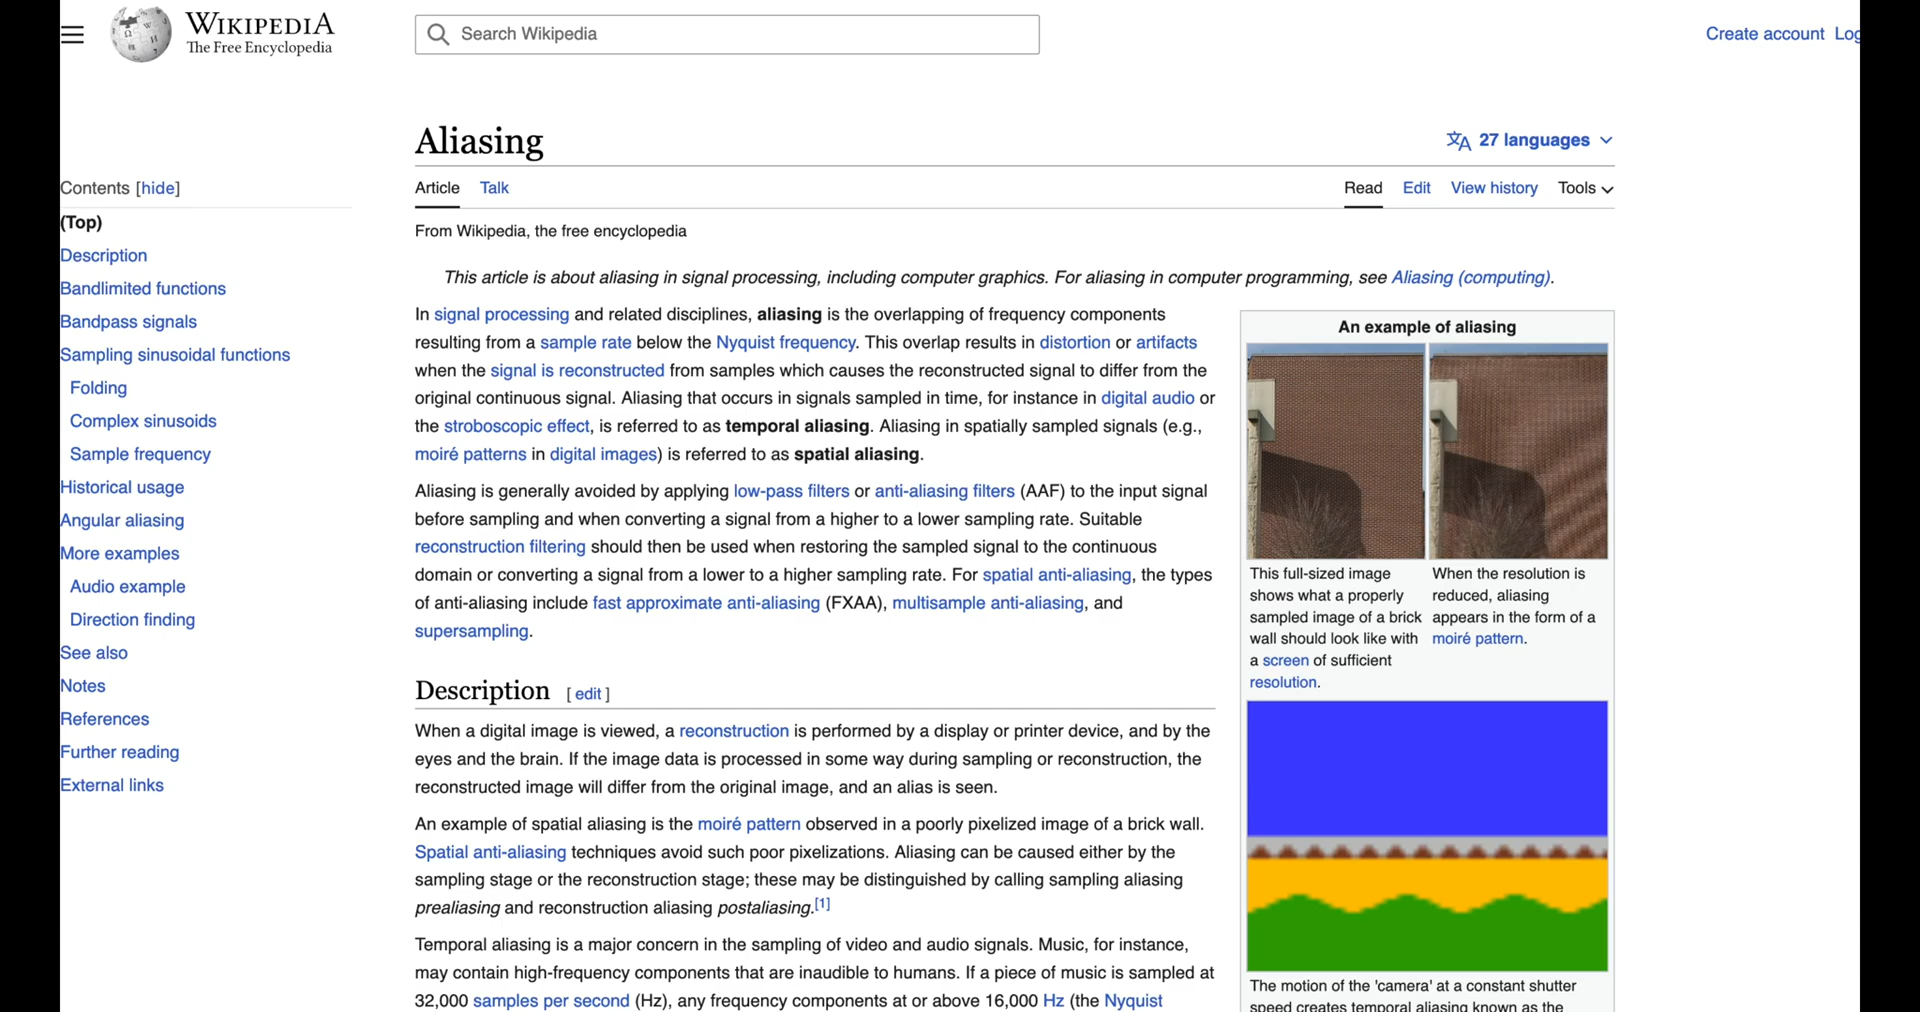 WIKIPEDIA
The Free Encyclopedia
Search Wikipedia
Create account Log
Contents [hide]
(Top)
Description
Bandlimited functions
Bandpass signals
Sampling sinusoidal functions
Folding
Complex sinusoids
Sample frequency
Historical usage
Angular aliasing
More examples
Audio example
Direction finding
See also
Notes
References
Further reading
External links
Aliasing
27 languages
Article Talk
Read Edit View history Tools
From Wikipedia, the free encyclopedia
This article is about aliasing in signal processing, including computer graphics. For aliasing in computer programming, see Aliasing (computing).
In signal processing and related disciplines, aliasing is the overlapping of frequency components
resulting from a sample rate below the Nyquist frequency. This overlap results in distortion or artifacts
when the signal is reconstructed from samples which causes the reconstructed signal to differ from the
original continuous signal. Aliasing that occurs in signals sampled in time, for instance in digital audio or
the stroboscopic effect, is referred to as temporal aliasing. Aliasing in spatially sampled signals (e.g.,
moiré patterns in digital images) is referred to as spatial aliasing.
Aliasing is generally avoided by applying low-pass filters or anti-aliasing filters (AAF) to the input signal
before sampling and when converting a signal from a higher to a lower sampling rate. Suitable
reconstruction filtering should then be used when restoring the sampled signal to the continuous
domain or converting a signal from a lower to a higher sampling rate. For spatial anti-aliasing, the types
of anti-aliasing include fast approximate anti-aliasing (FXAA), multisample anti-aliasing, and
supersampling.
Description [ edit ]
When a digital image is viewed, a reconstruction is performed by a display or printer device, and by the
eyes and the brain. If the image data is processed in some way during sampling or reconstruction, the
reconstructed image will differ from the original image, and an alias is seen.
An example of spatial aliasing is the moiré pattern observed in a poorly pixelized image of a brick wall.
Spatial anti-aliasing techniques avoid such poor pixelizations. Aliasing can be caused either by the
sampling stage or the reconstruction stage; these may be distinguished by calling sampling aliasing
prealiasing and reconstruction aliasing postaliasing.[1]
Temporal aliasing is a major concern in the sampling of video and audio signals. Music, for instance,
may contain high-frequency components that are inaudible to humans. If a piece of music is sampled at
32,000 samples per second (Hz), any frequency components at or above 16,000 Hz (the Nyquist
An example of aliasing
This full-sized image
shows what a properly
sampled image of a brick
wall should look like with
a screen of sufficient
resolution.
When the resolution is
reduced, aliasing
appears in the form of a
moiré pattern.
The motion of the 'camera' at a constant shutter
speed creates temporal aliasing known as the